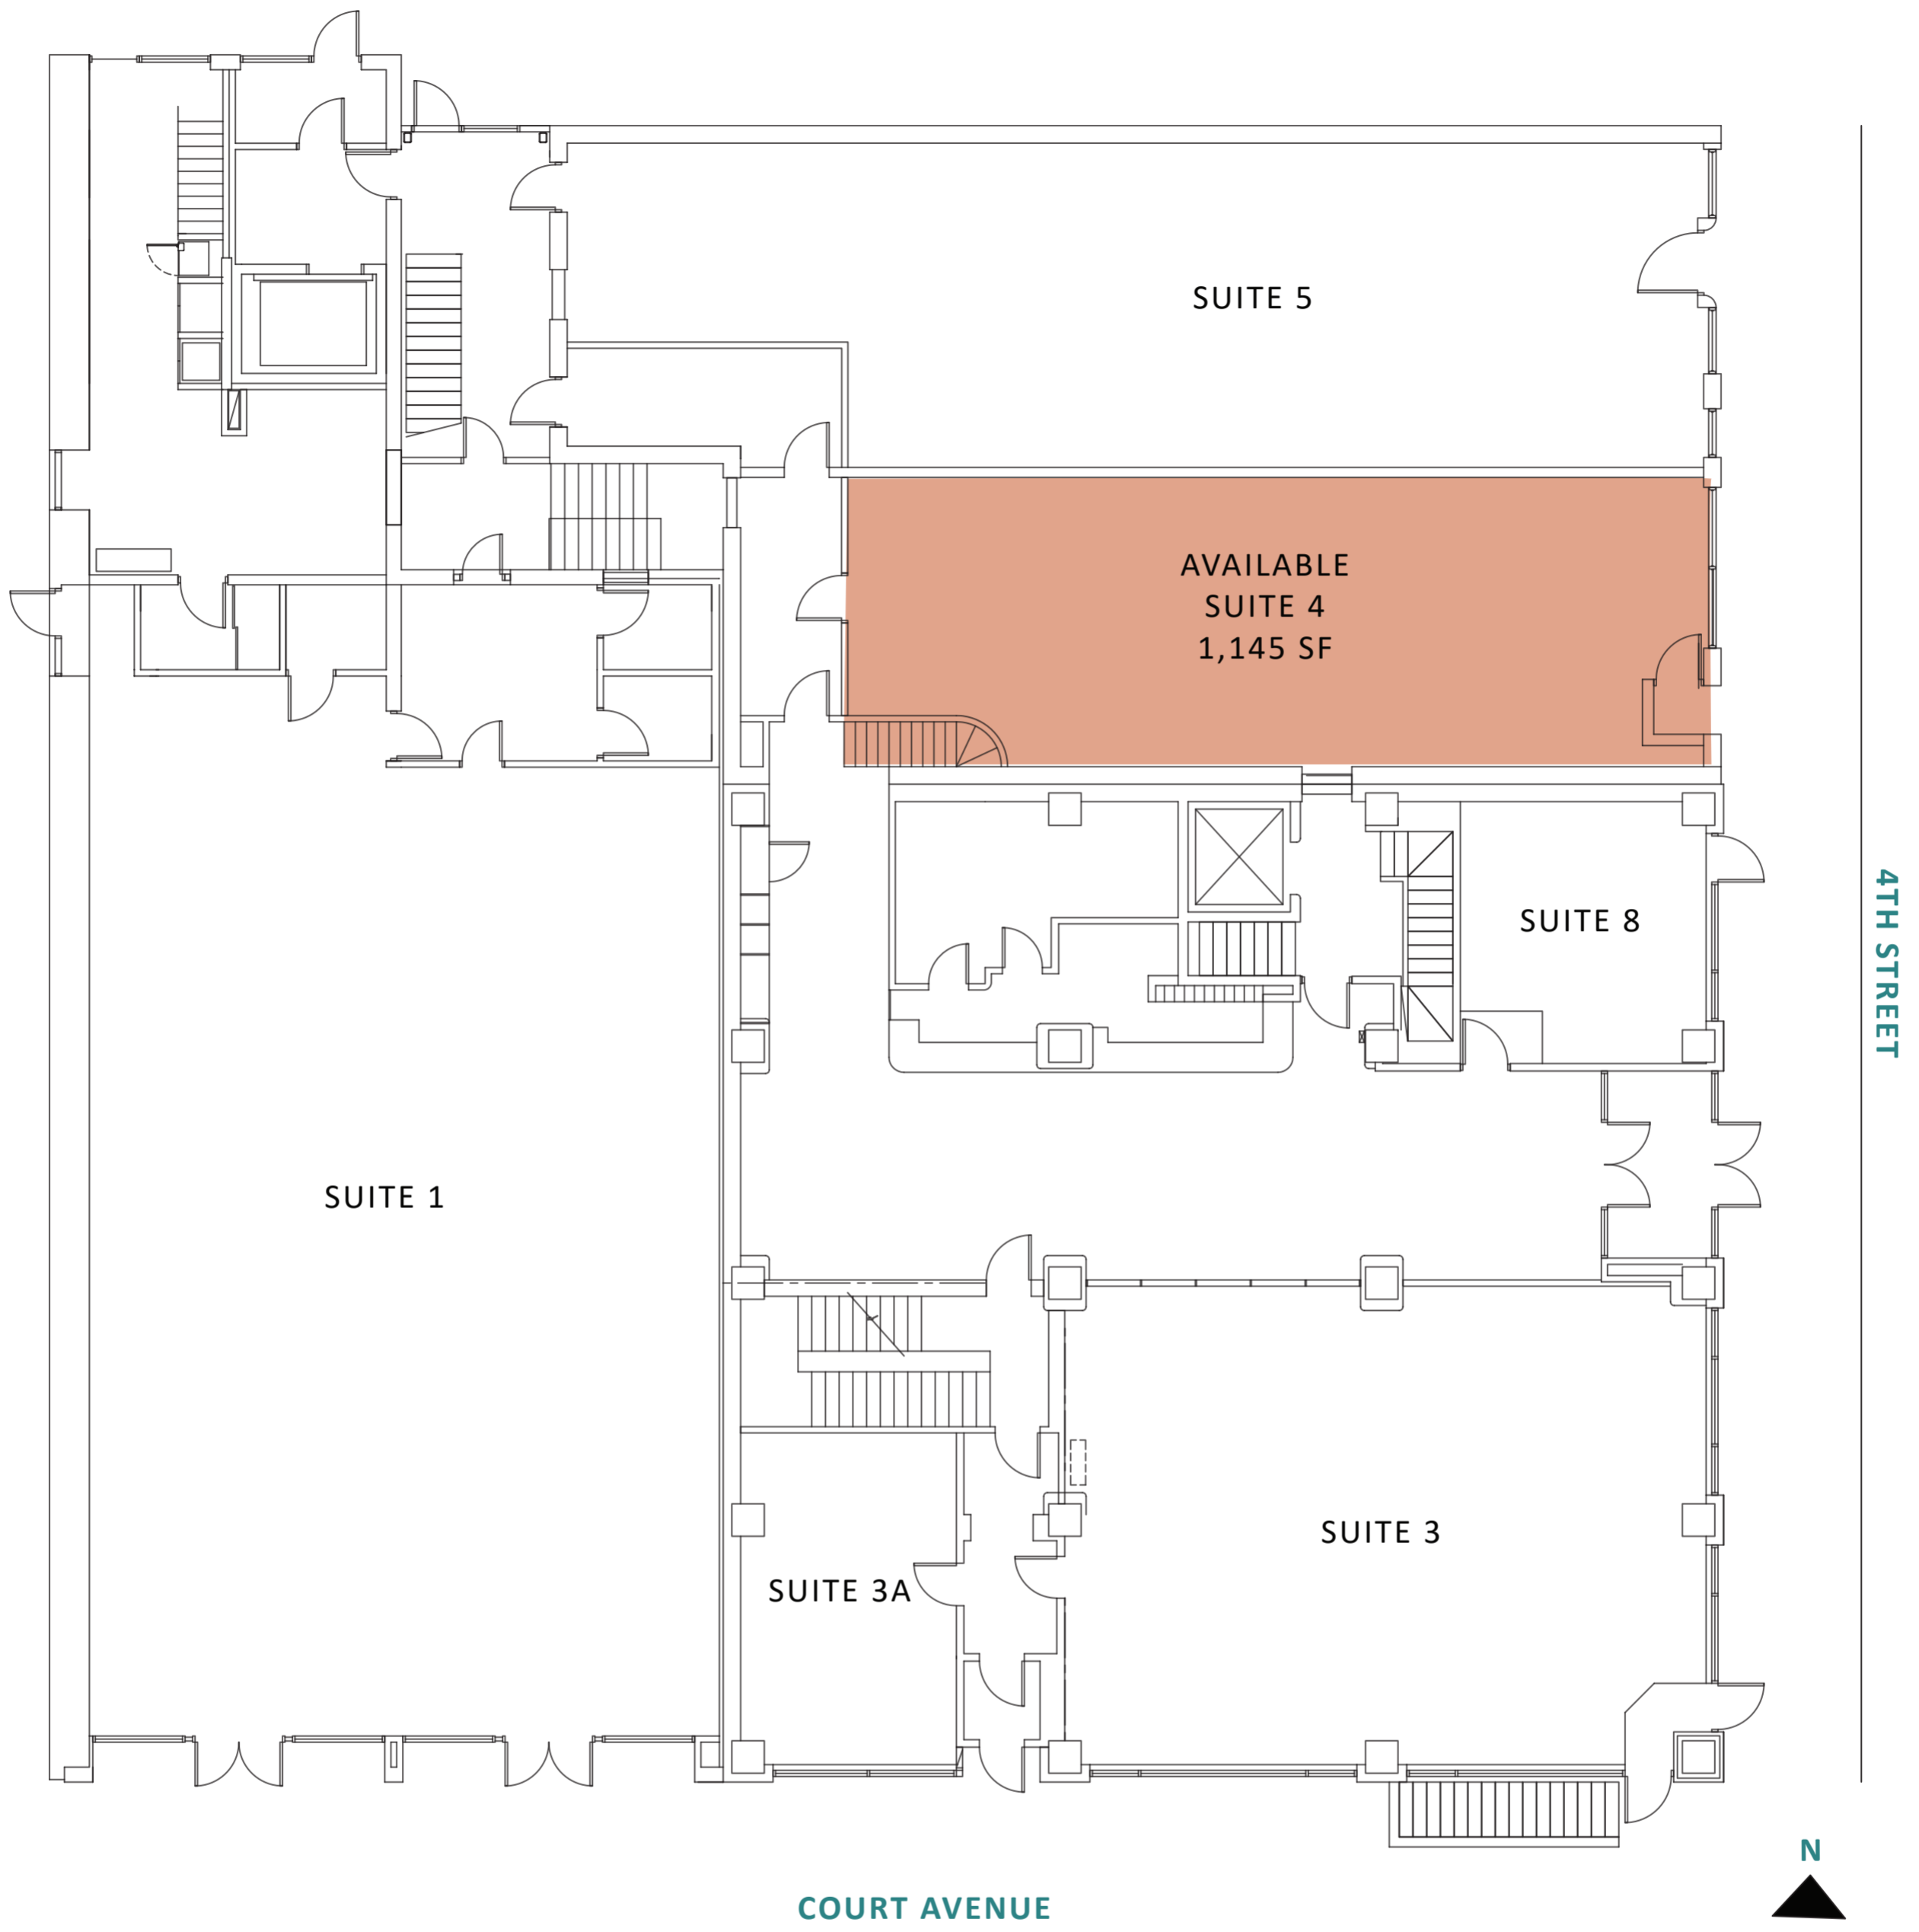 SUITE 5
AVAILABLE
SUITE 4
1,145 SF
SUITE 8
4TH STREET
SUITE 1
SUITE 3
SUITE 3A
N
COURT AVENUE